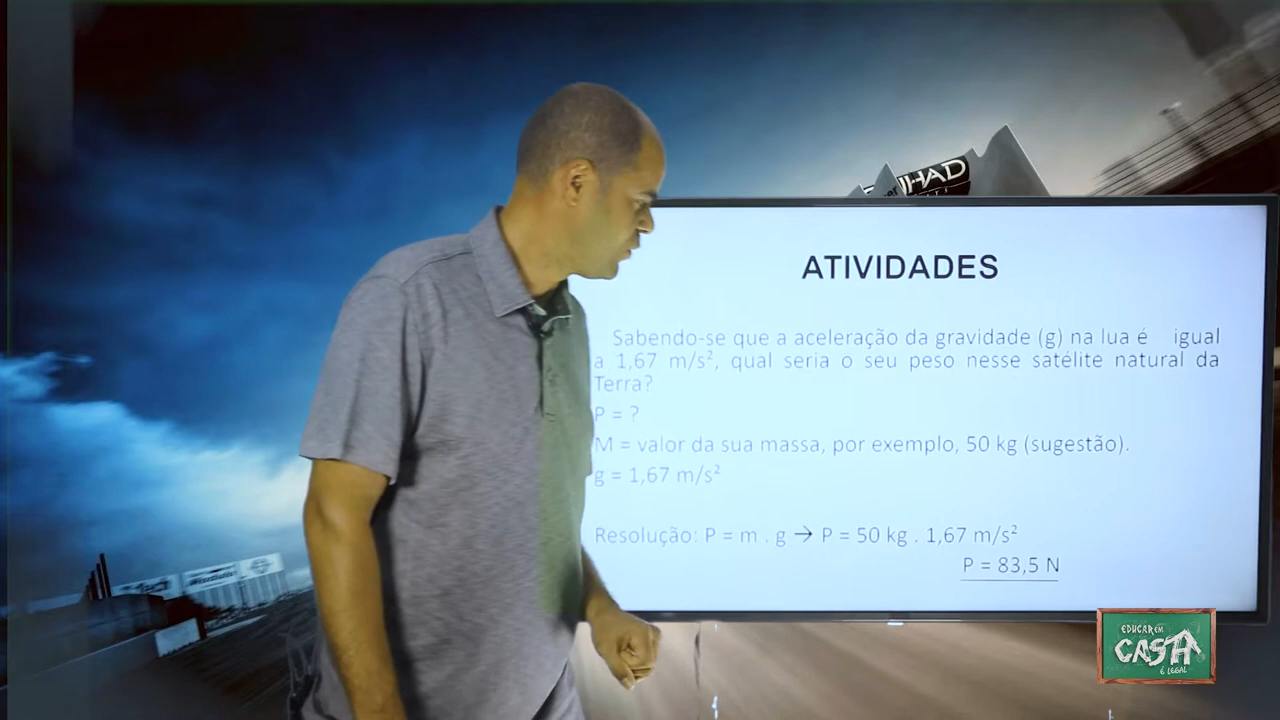 IHAD
ATIVIDADES
Sabendo-se que a aceleração da gravidade (g) na lua é igual
a 1,67 m/s², qual seria o seu peso nesse satélite natural da
Terra?
P = ?
M = valor da sua massa, por exemplo, 50 kg (sugestão).
g = 1,67 m/s²
Resolução: P = m . g → P = 50 kg . 1,67 m/s²
P = 83,5 N
EDUCAR EM
CASA
É LEGAL